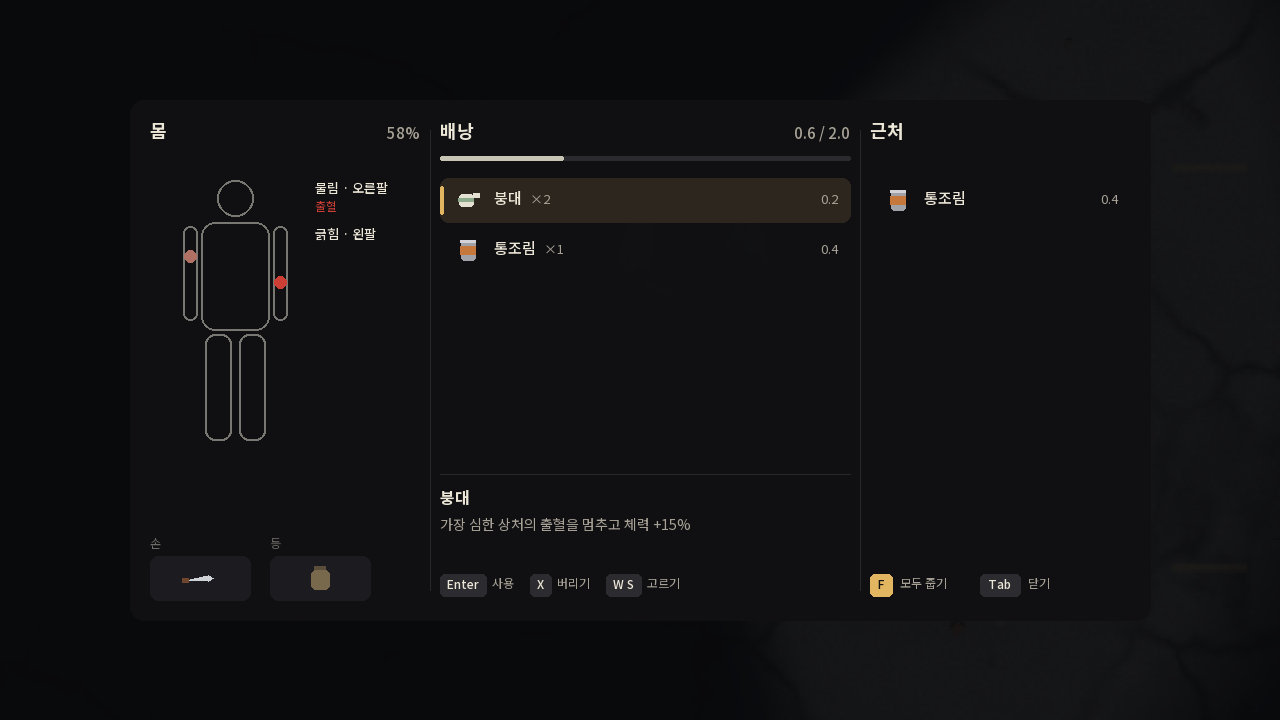 몸 58%
물림 · 오른팔
출혈
긁힘 · 왼팔
손 등
배낭 0.6 / 2.0
붕대 ×2 0.2
통조림 ×1 0.4
붕대
가장 심한 상처의 출혈을 멈추고 체력 +15%
Enter 사용 X 버리기 W S 고르기
근처
통조림 0.4
F 모두 줍기 Tab 닫기